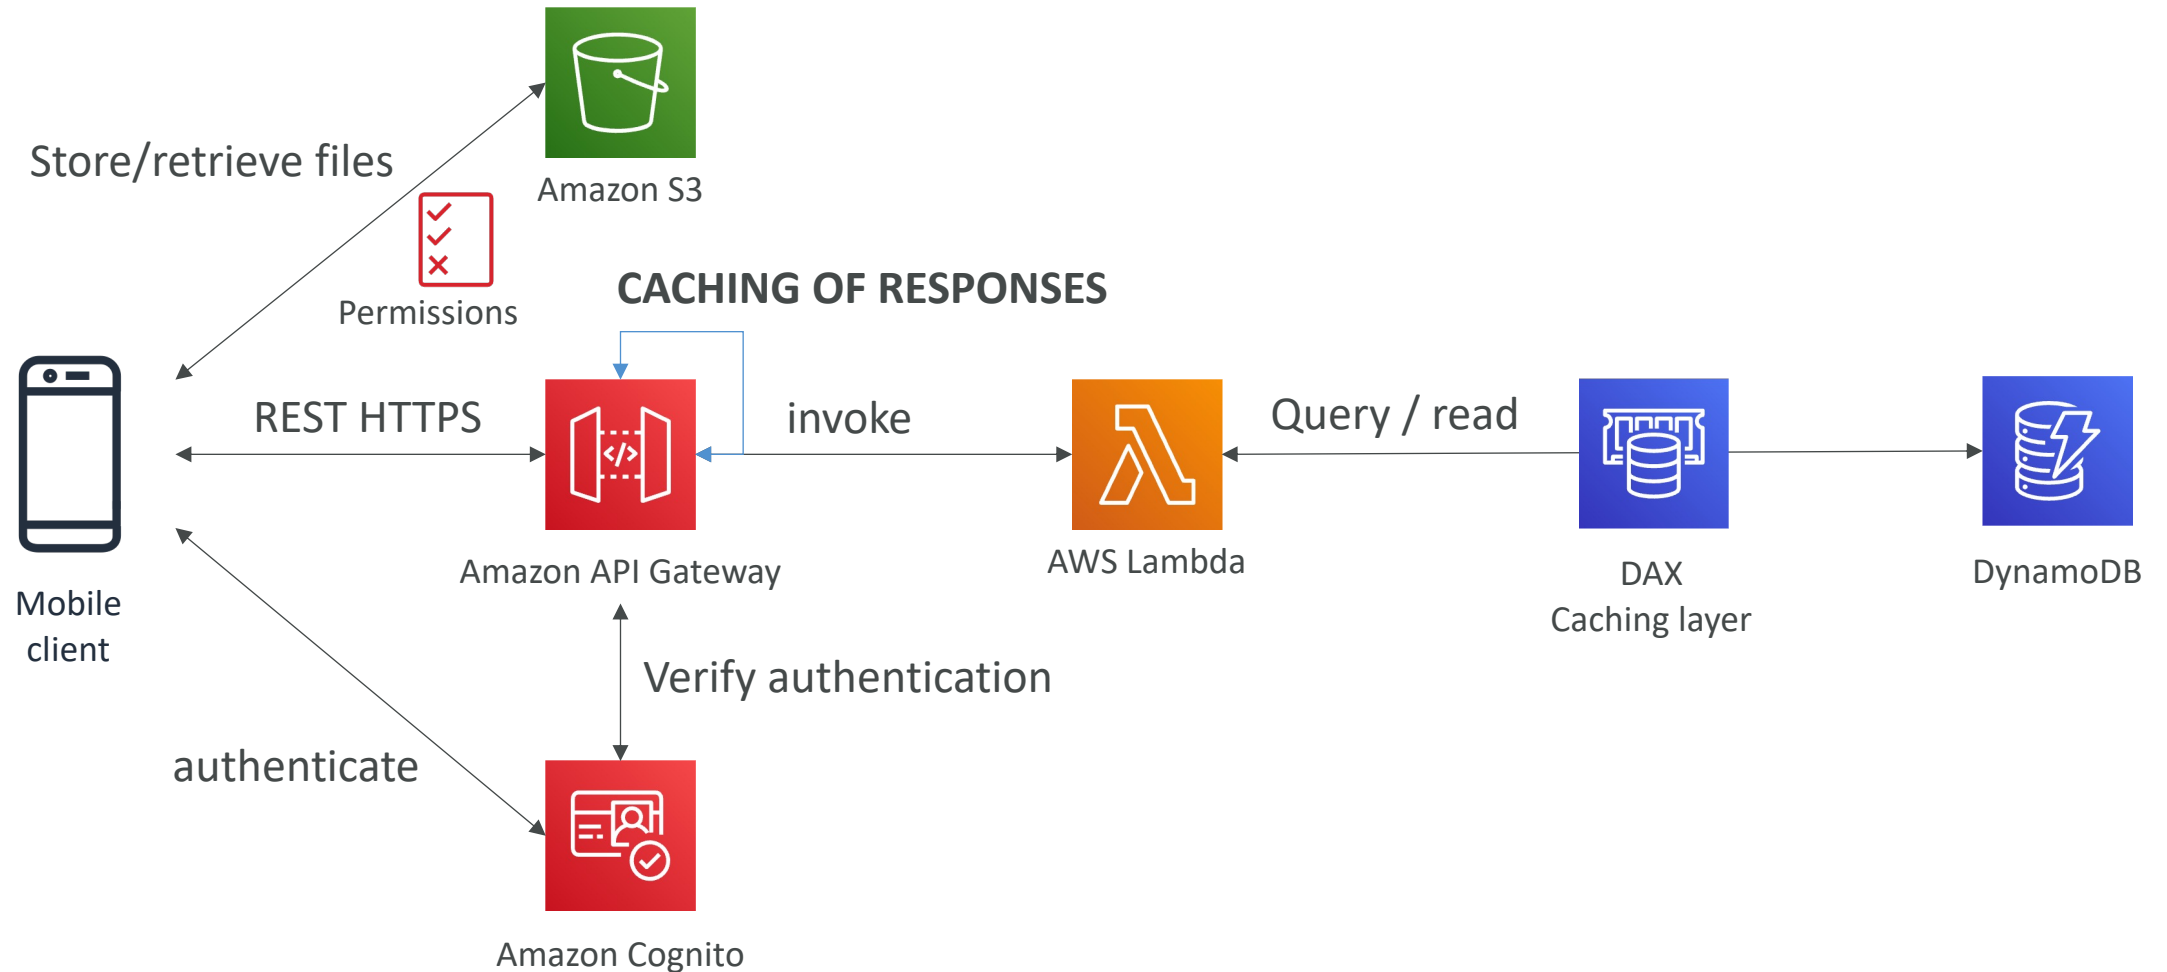 Store/retrieve files
Amazon S3
Permissions
CACHING OF RESPONSES
REST HTTPS
invoke
Query / read
</>
Mobile
client
Amazon API Gateway
AWS Lambda
DAX
Caching layer
DynamoDB
Verify authentication
authenticate
Amazon Cognito